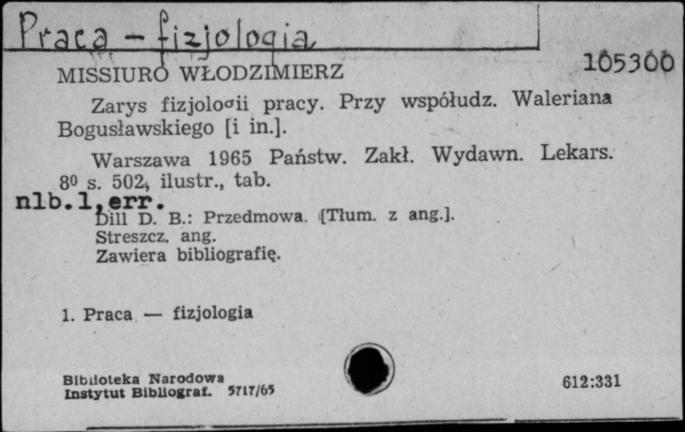 Praca – fizjologia
105300
MISSIURO WŁODZIMIERZ
Zarys fizjologii pracy. Przy współudz. Waleriana
Bogusławskiego [i in.].
Warszawa 1965 Państw. Zakł. Wydawn. Lekars.
8⁰ s. 502, ilustr., tab.
nlb.1,err.
Dill D. B.: Przedmowa. [Tłum. z ang.].
Streszcz. ang.
Zawiera bibliografię.
1. Praca — fizjologia
Biblioteka Narodowa
Instytut Bibliograf. 5717/65
612:331